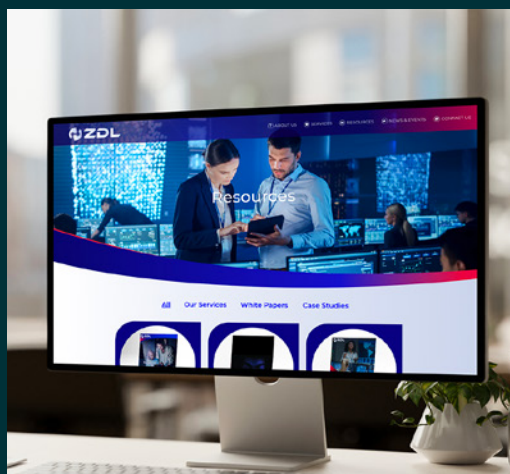 ZDL
ABOUT US SERVICES RESOURCES NEWS & EVENTS CONTACT US
Resources
All Our Services White Papers Case Studies